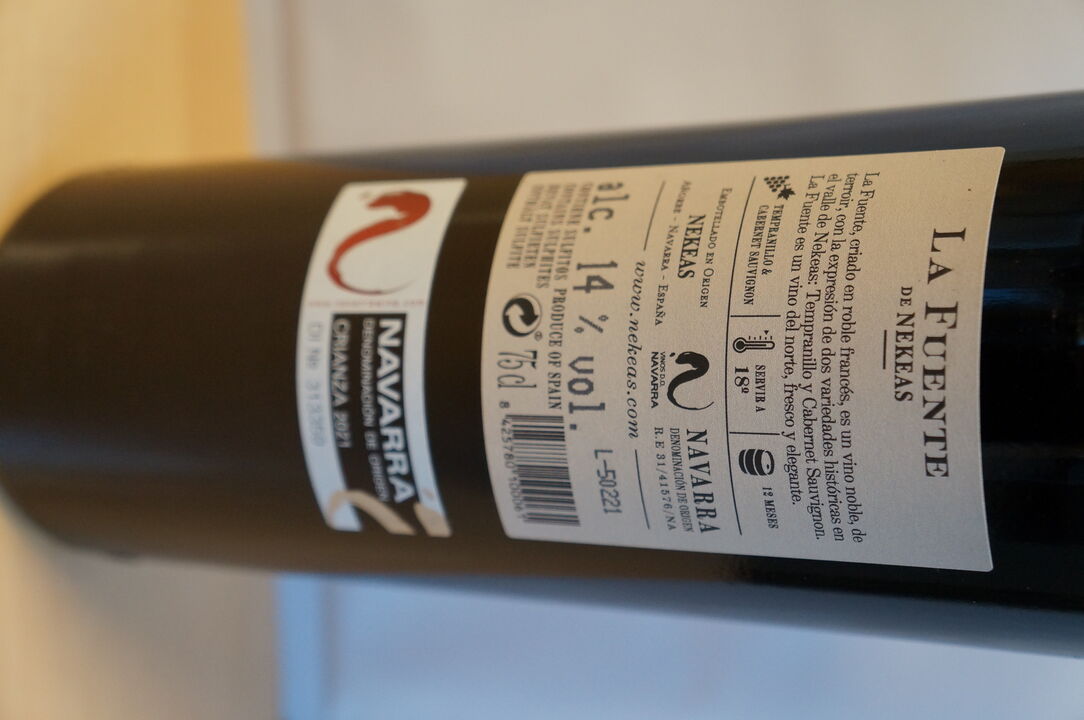 LA FUENTE
DE NEKEAS
La Fuente, criado en roble francés, es un vino noble, de
terroir, con la expresión de dos variedades históricas en
el valle de Nekeas: Tempranillo y Cabernet Sauvignon.
La Fuente es un vino del norte, fresco y elegante.
TEMPRANILLO &
CABERNET SAUVIGNON
SERVIR A
18º
12 MESES
EMBOTELLADO EN ORIGEN
NEKEAS
AÑORBE - NAVARRA - ESPAÑA
VINOS D.O.
NAVARRA
NAVARRA
DENOMINACIÓN DE ORIGEN
R.E 31/41576/NA
www.nekeas.com
alc. 14 % vol.
L-50221
CONTIENE SULFITOS PRODUCE OF SPAIN
CONTAINS SULPHITES
75cl
NAVARRA
DENOMINACIÓN DE ORIGEN
CRIANZA 2021